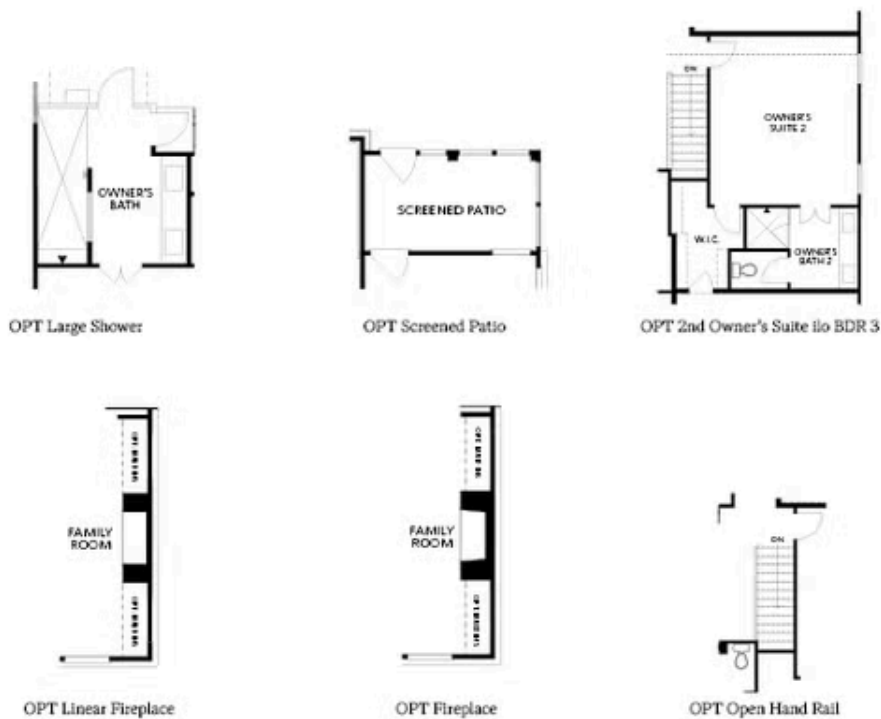 OWNER'S
BATH
OPT Large Shower
SCREENED PATIO
OPT Screened Patio
DN
OWNER'S
SUITE 2
W.I.C.
OWNER'S
BATH 2
OPT 2nd Owner's Suite ilo BDR 3
FAMILY
ROOM
OPT Linear Fireplace
FAMILY
ROOM
OPT Fireplace
DN
OPT Open Hand Rail